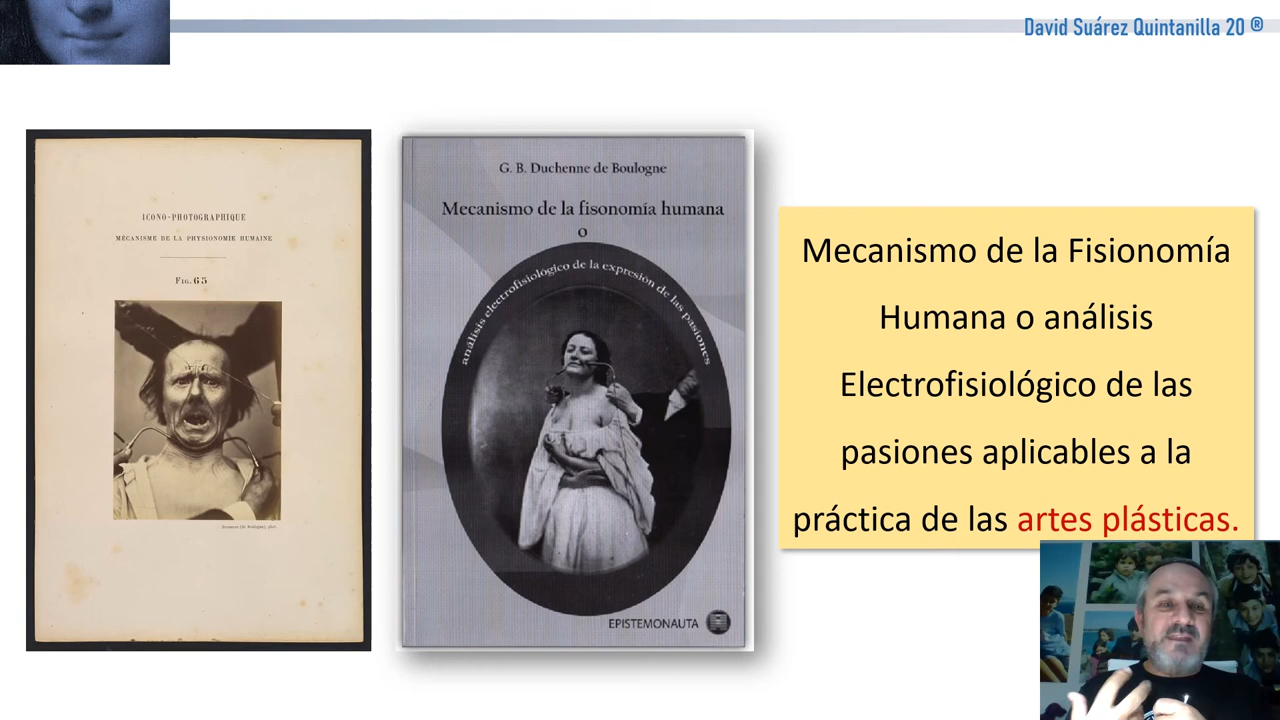 David Suárez Quintanilla 20 ®
ICONO-PHOTOGRAPHIQUE
MÉCANISME DE LA PHYSIONOMIE HUMAINE
FIG. 65
G. B. Duchenne de Boulogne
Mecanismo de la fisonomía humana
o
análisis electrofisiológico de la expresión de las pasiones
EPISTEMONAUTA
Mecanismo de la Fisionomía
Humana o análisis
Electrofisiológico de las
pasiones aplicables a la
práctica de las artes plásticas.